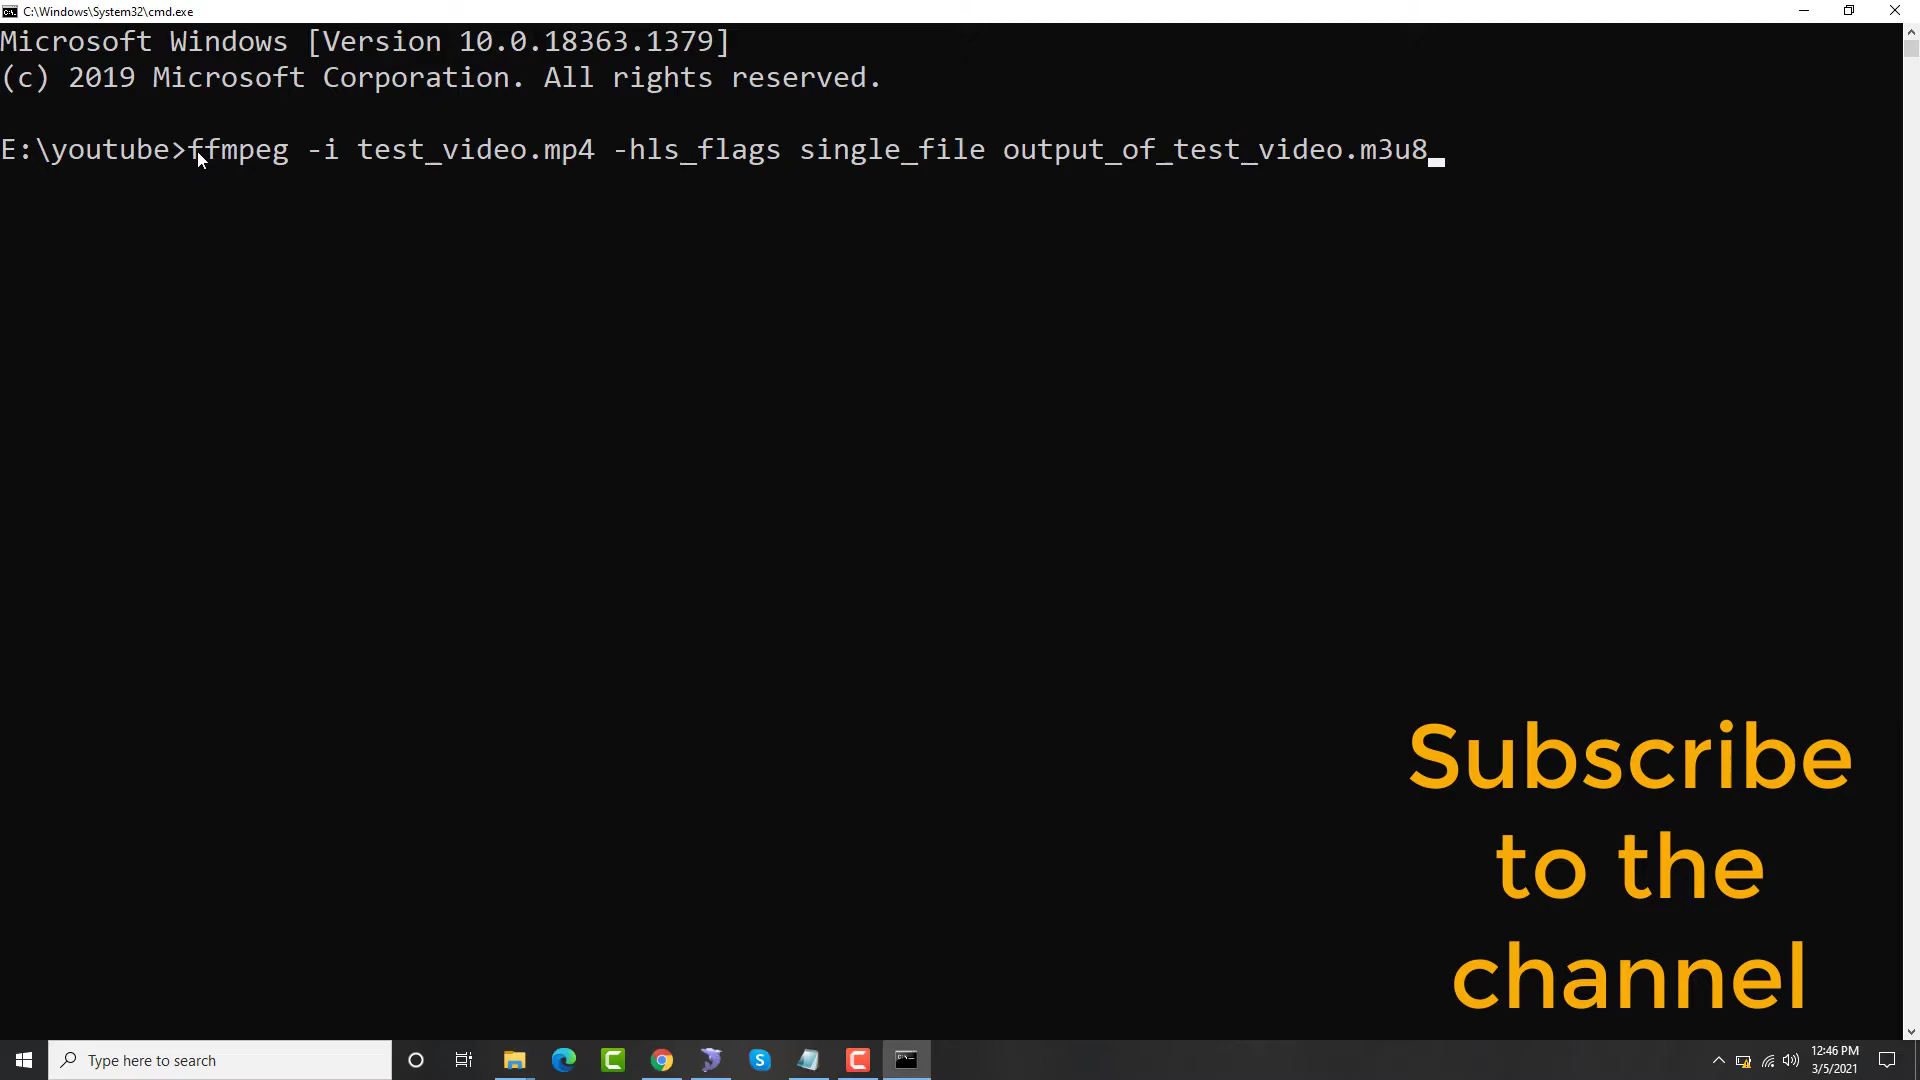 C:\Windows\System32\cmd.exe
Microsoft Windows [Version 10.0.18363.1379]
(c) 2019 Microsoft Corporation. All rights reserved.
E:\youtube>ffmpeg -i test_video.mp4 -hls_flags single_file output_of_test_video.m3u8
Subscribe
to the
channel
Type here to search
12:46 PM
3/5/2021